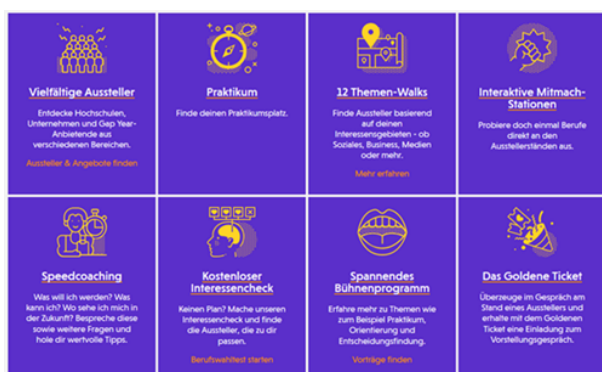 Vielfältige Aussteller
Entdecke Hochschulen,
Unternehmen und Gap Year-
Anbietende aus
verschiedenen Bereichen.
Aussteller & Angebote finden
Praktikum
Finde deinen Praktikumsplatz.
12 Themen-Walks
Finde Aussteller basierend
auf deinen
Interessensgebieten - ob
Soziales, Business, Medien
oder mehr.
Mehr erfahren
Interaktive Mitmach-
Stationen
Probiere doch einmal Berufe
direkt an den
Ausstellerständen aus.
Speedcoaching
Was will ich werden? Was
kann ich? Wo sehe ich mich in
der Zukunft? Bespreche diese
sowie weitere Fragen und
hole dir wertvolle Tipps.
Kostenloser
Interessencheck
Keinen Plan? Mache unseren
Interessencheck und finde
die Aussteller, die zu dir
passen.
Berufswahltest starten
Spannendes
Bühnenprogramm
Erfahre mehr zu Themen wie
zum Beispiel Praktikum,
Orientierung und
Entscheidungsfindung.
Vorträge finden
Das Goldene Ticket
Überzeuge im Gespräch am
Stand eines Ausstellers und
erhalte mit dem Goldenen
Ticket eine Einladung zum
Vorstellungsgespräch.